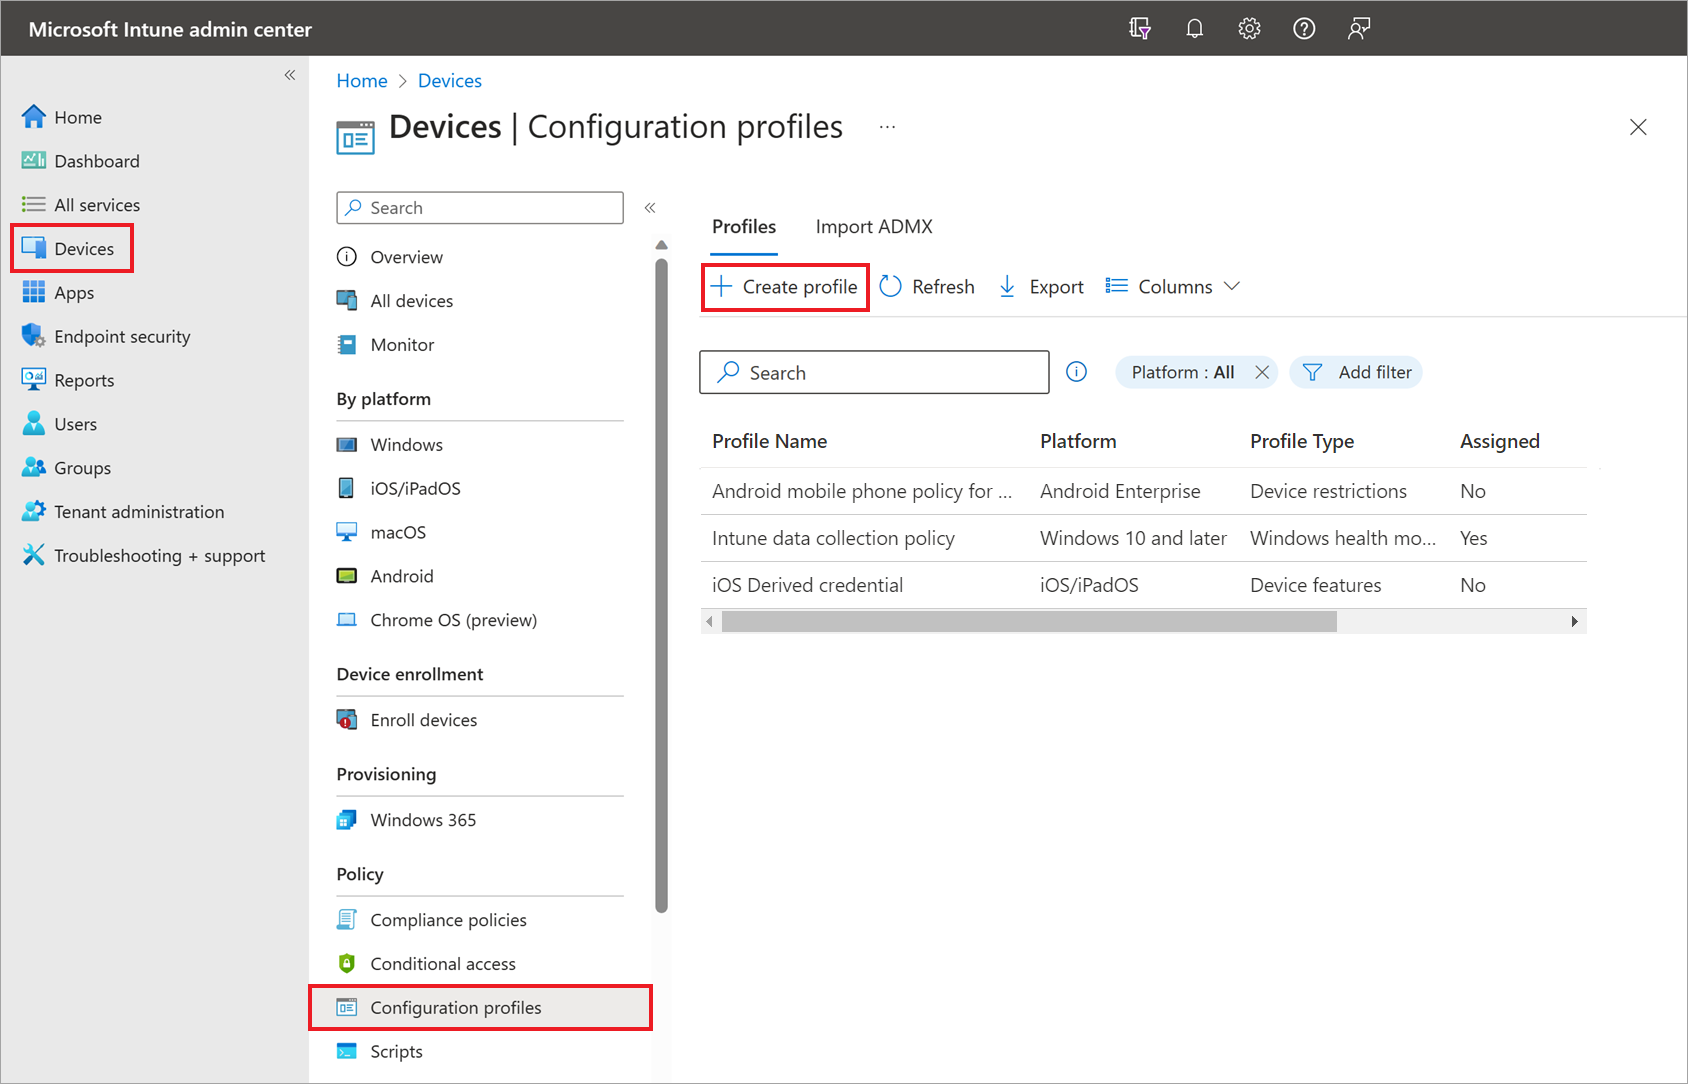 Microsoft Intune admin center
Home
Dashboard
All services
Devices
Apps
Endpoint security
Reports
Users
Groups
Tenant administration
Troubleshooting + support
Home > Devices
Devices | Configuration profiles ...
Search
Overview
All devices
Monitor
By platform
Windows
iOS/iPadOS
macOS
Android
Chrome OS (preview)
Device enrollment
Enroll devices
Provisioning
Windows 365
Policy
Compliance policies
Conditional access
Configuration profiles
Scripts
Profiles Import ADMX
Create profile Refresh Export Columns
Search Platform : All Add filter
Profile Name Platform Profile Type Assigned
Android mobile phone policy for ... Android Enterprise Device restrictions No
Intune data collection policy Windows 10 and later Windows health mo... Yes
iOS Derived credential iOS/iPadOS Device features No